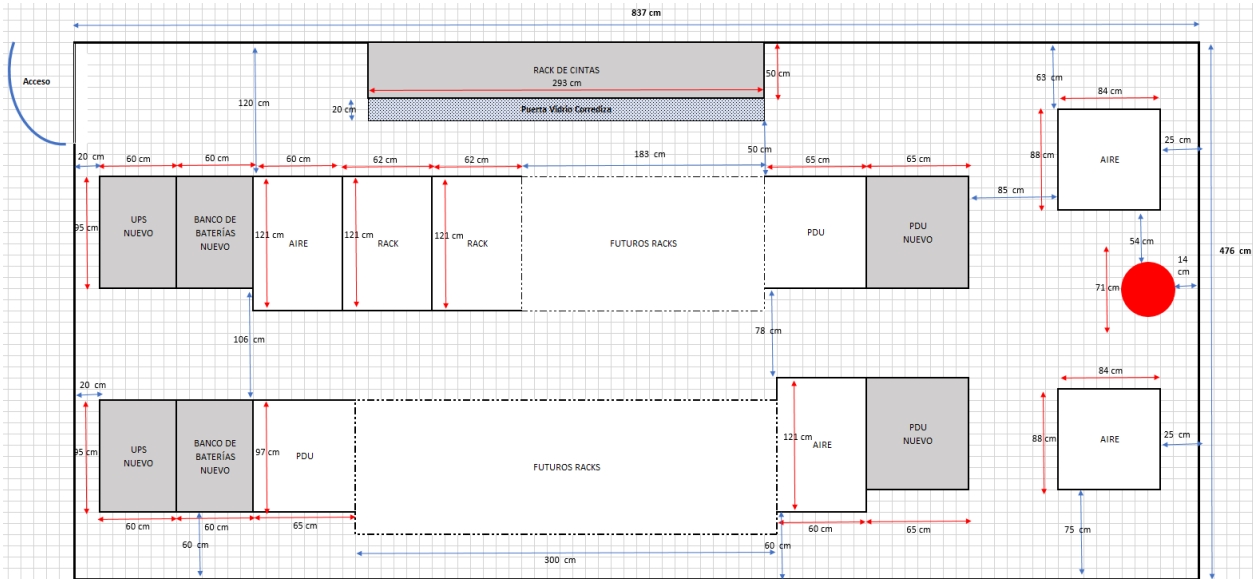 837 cm
Acceso
RACK DE CINTAS
293 cm
50 cm
63 cm
84 cm
120 cm
20 cm
Puerta Vidrio Corrediza
20 cm
60 cm
60 cm
60 cm
62 cm
62 cm
183 cm
50 cm
65 cm
65 cm
88 cm
AIRE
25 cm
95 cm
UPS
NUEVO
BANCO DE
BATERÍAS
NUEVO
121 cm
AIRE
121 cm
RACK
121 cm
RACK
FUTUROS RACKS
PDU
PDU
NUEVO
85 cm
54 cm
14
cm
476 cm
71 cm
106 cm
78 cm
20 cm
84 cm
95 cm
UPS
NUEVO
BANCO DE
BATERÍAS
NUEVO
97 cm
PDU
FUTUROS RACKS
121 cm
AIRE
PDU
NUEVO
88 cm
AIRE
25 cm
60 cm
60 cm
65 cm
60 cm
65 cm
60 cm
60 cm
75 cm
300 cm